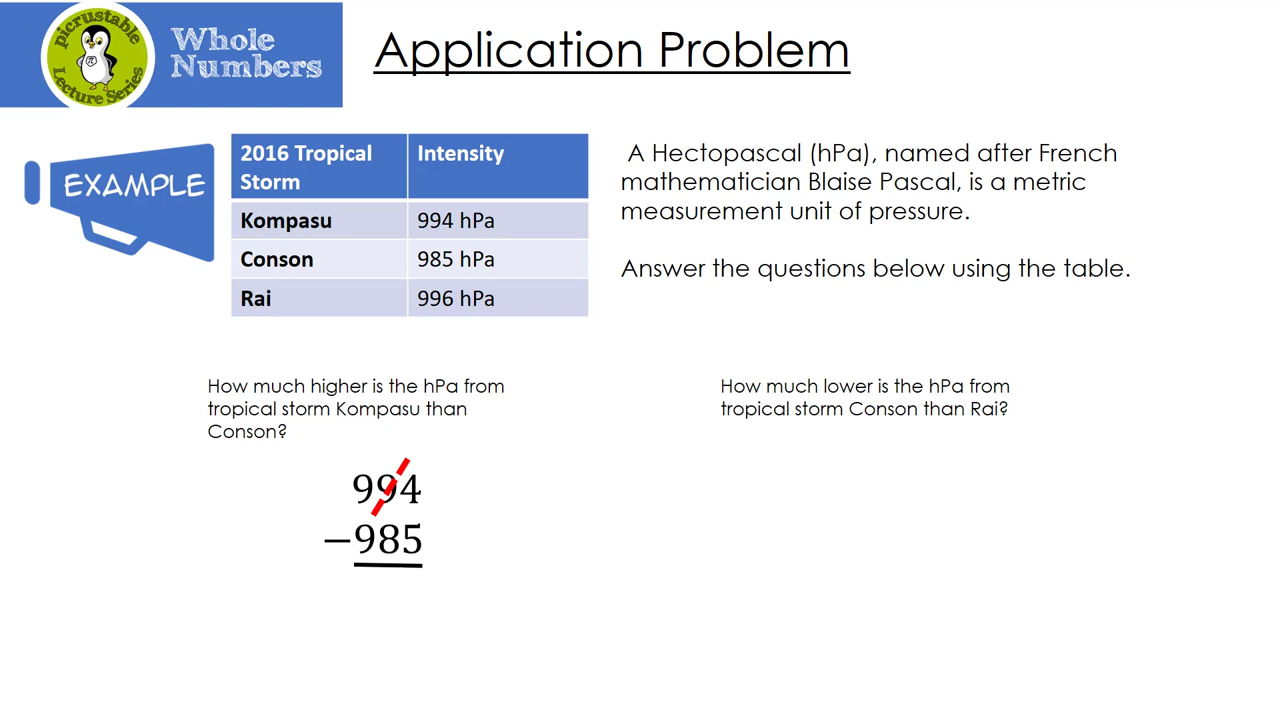 picrustable
Lecture Series
π
Whole
Numbers
Application Problem
EXAMPLE
2016 Tropical Storm Intensity
Kompasu 994 hPa
Conson 985 hPa
Rai 996 hPa
A Hectopascal (hPa), named after French
mathematician Blaise Pascal, is a metric
measurement unit of pressure.
Answer the questions below using the table.
How much higher is the hPa from
tropical storm Kompasu than
Conson?
994
−985
How much lower is the hPa from
tropical storm Conson than Rai?